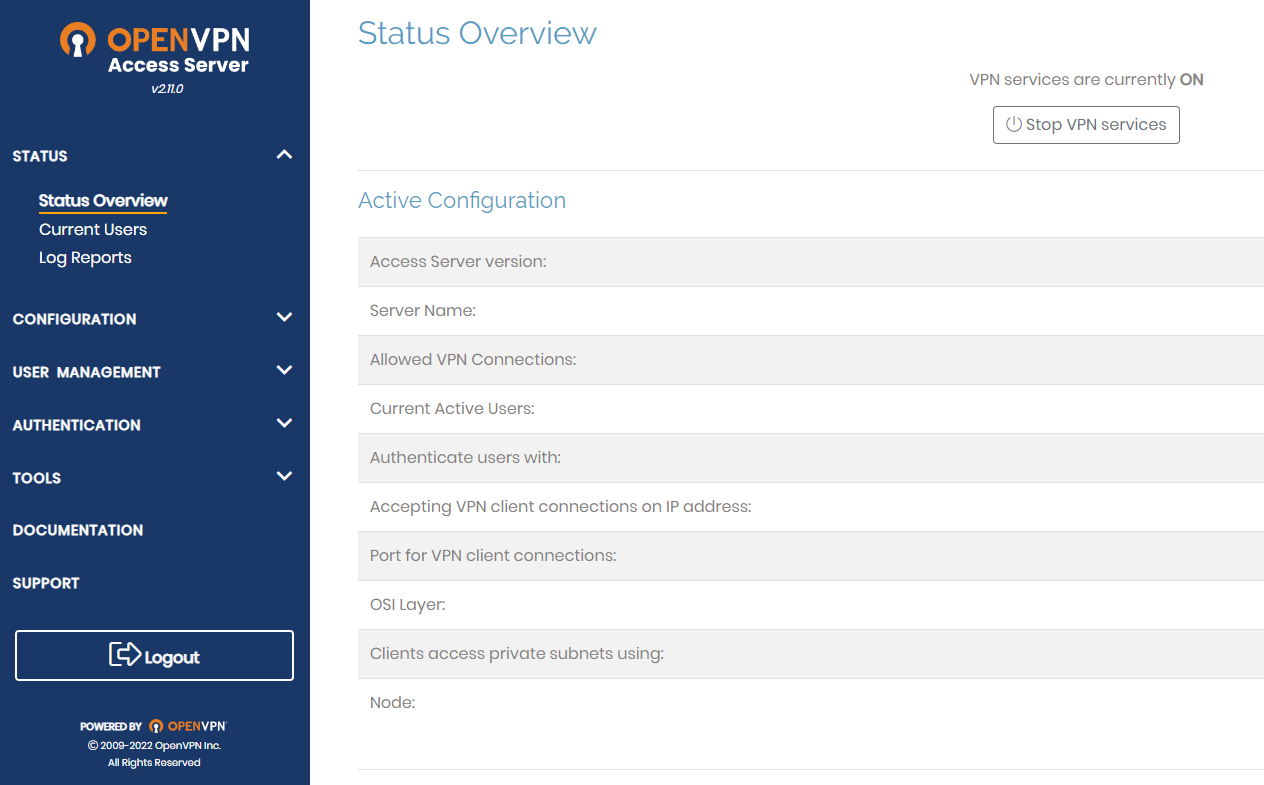 OPENVPN
Access Server
v2.11.0
STATUS
Status Overview
Current Users
Log Reports
CONFIGURATION
USER MANAGEMENT
AUTHENTICATION
TOOLS
DOCUMENTATION
SUPPORT
Logout
POWERED BY OPENVPN
© 2009-2022 OpenVPN Inc.
All Rights Reserved
Status Overview
VPN services are currently ON
Stop VPN services
Active Configuration
Access Server version:
Server Name:
Allowed VPN Connections:
Current Active Users:
Authenticate users with:
Accepting VPN client connections on IP address:
Port for VPN client connections:
OSI Layer:
Clients access private subnets using:
Node: